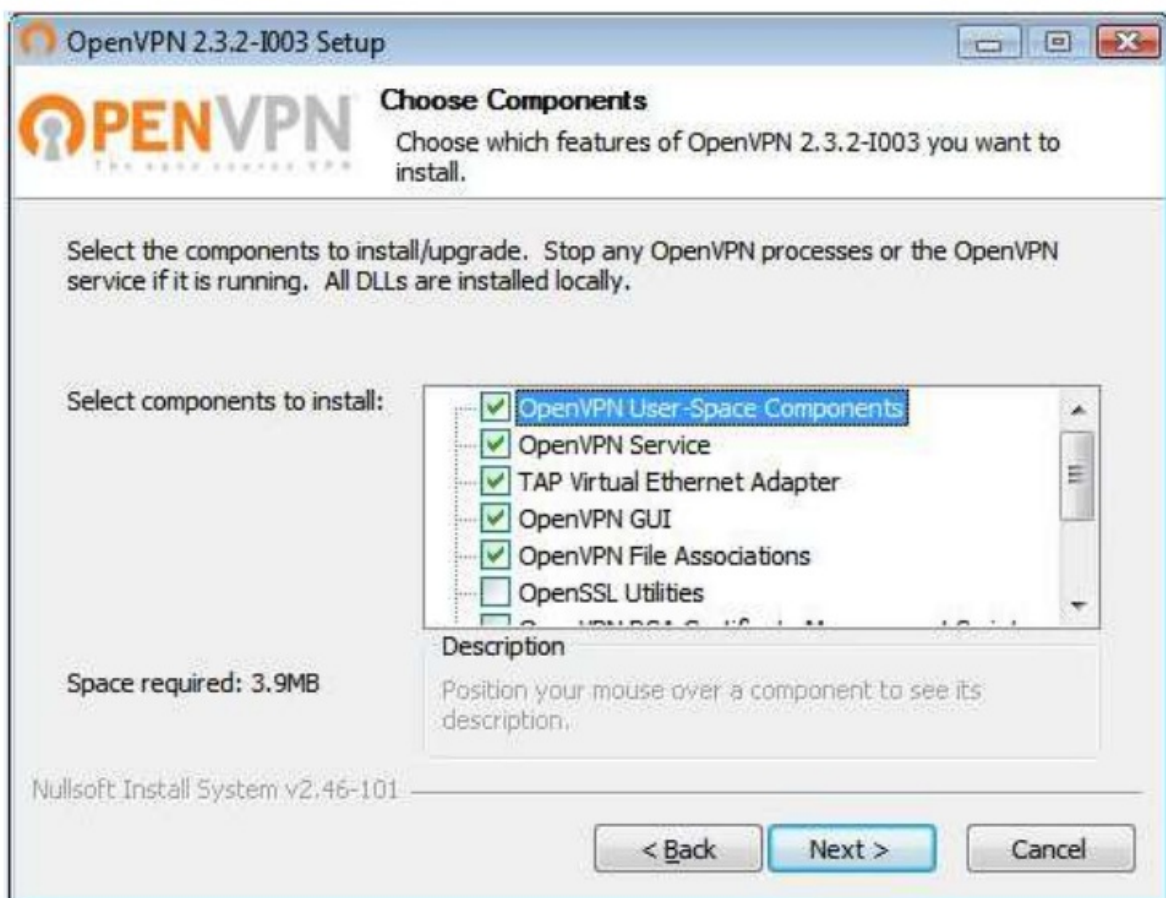 OpenVPN 2.3.2-I003 Setup
OPENVPN
The open source VPN
Choose Components
Choose which features of OpenVPN 2.3.2-I003 you want to
install.
Select the components to install/upgrade. Stop any OpenVPN processes or the OpenVPN
service if it is running. All DLLs are installed locally.
Select components to install:
OpenVPN User-Space Components
OpenVPN Service
TAP Virtual Ethernet Adapter
OpenVPN GUI
OpenVPN File Associations
OpenSSL Utilities
Space required: 3.9MB
Description
Position your mouse over a component to see its
description.
Nullsoft Install System v2.46-101
< Back
Next >
Cancel